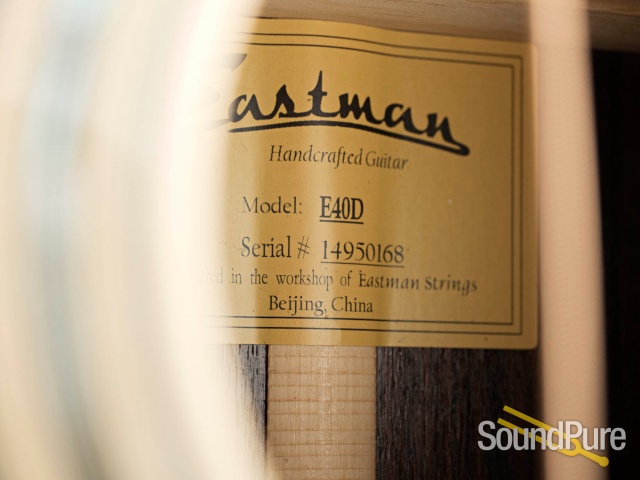 Eastman
Handcrafted Guitar
Model: E40D
Serial # 14950168
in the workshop of Eastman Strings
Beijing, China
SoundPure